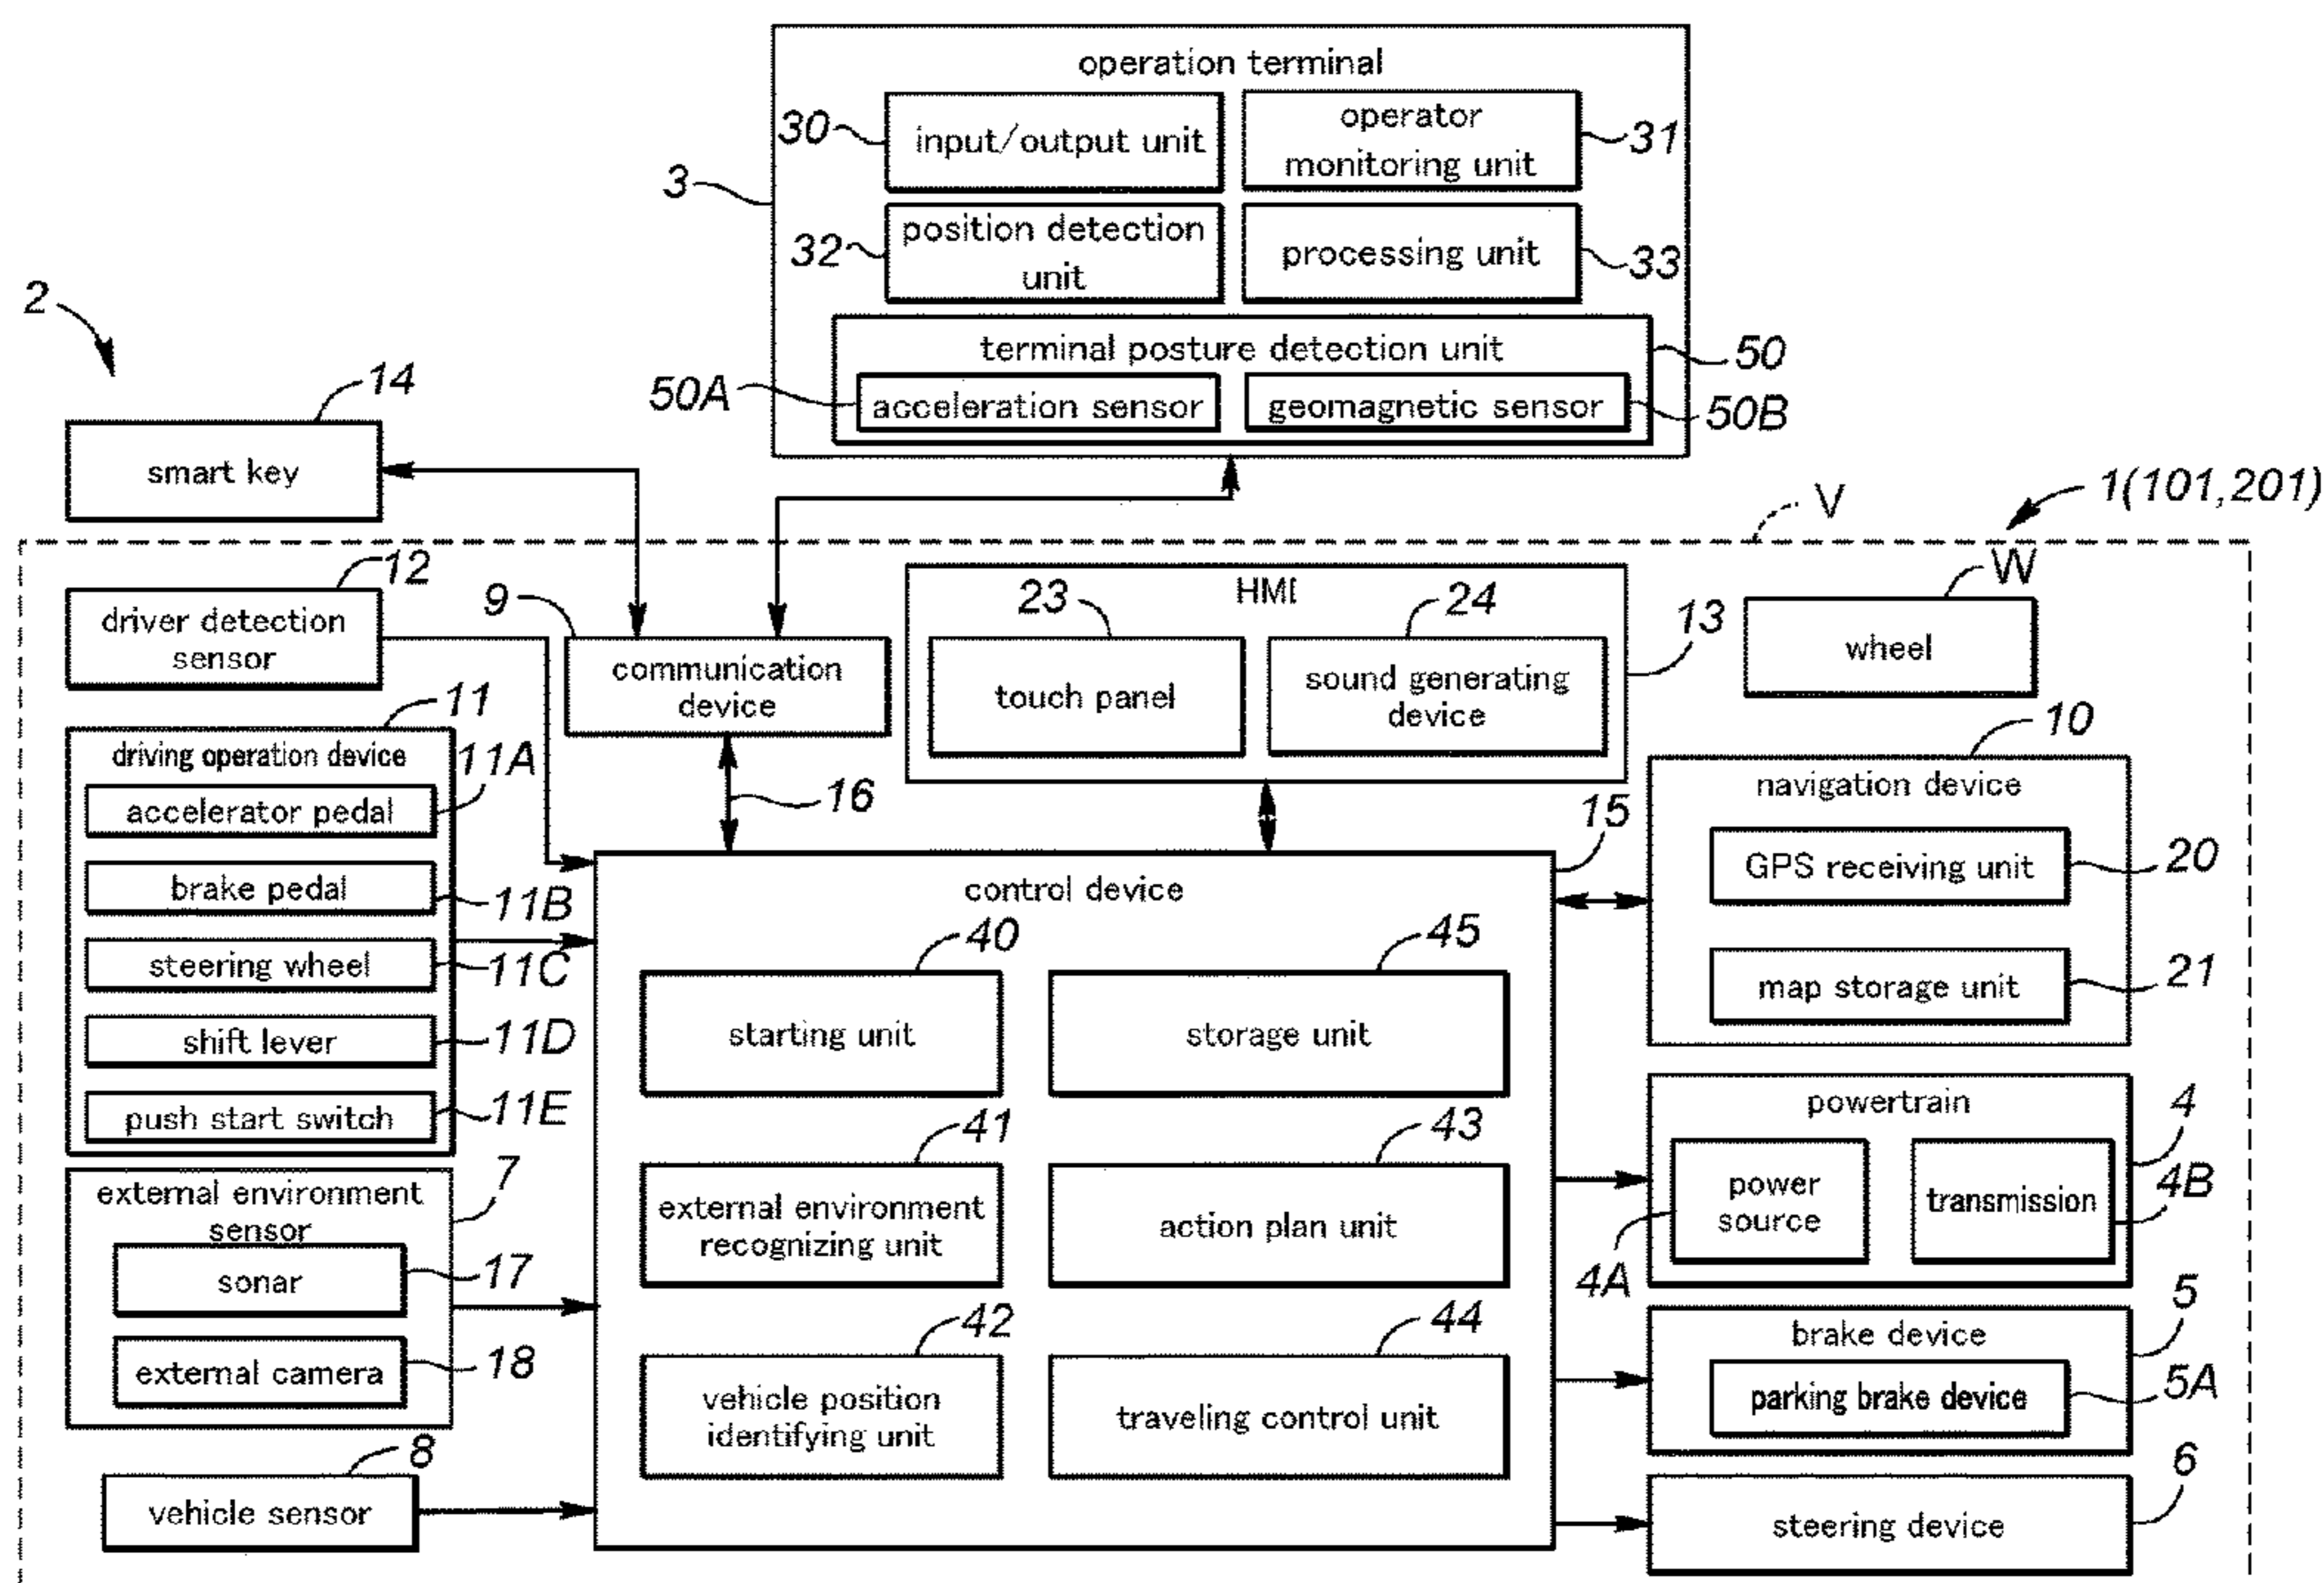 operation terminal
30
input/output unit
operator
monitoring unit
31
3
32
position detection
unit
processing unit
33
2
terminal posture detection unit
50
14
50A
acceleration sensor
geomagnetic sensor
50B
smart key
1(101,201)
V
12
W
driver detection
sensor
9
communication
device
HMI
23
touch panel
24
sound generating
device
13
wheel
11
driving operation device
11A
accelerator pedal
brake pedal
11B
steering wheel
11C
shift lever
11D
push start switch
11E
16
15
10
navigation device
GPS receiving unit
20
map storage unit
21
control device
40
starting unit
45
storage unit
41
external environment
recognizing unit
43
action plan unit
42
vehicle position
identifying unit
44
traveling control unit
powertrain
4
power
source
4A
transmission
4B
external environment
sensor
7
sonar
17
external camera
18
brake device
5
parking brake device
5A
8
vehicle sensor
6
steering device